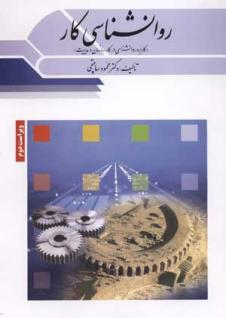 روانشناسی کار
(کاربرد روانشناسی در کار، سازمان و مدیریت)
تألیف: دکتر محمود ساعتچی
ویراست دوم